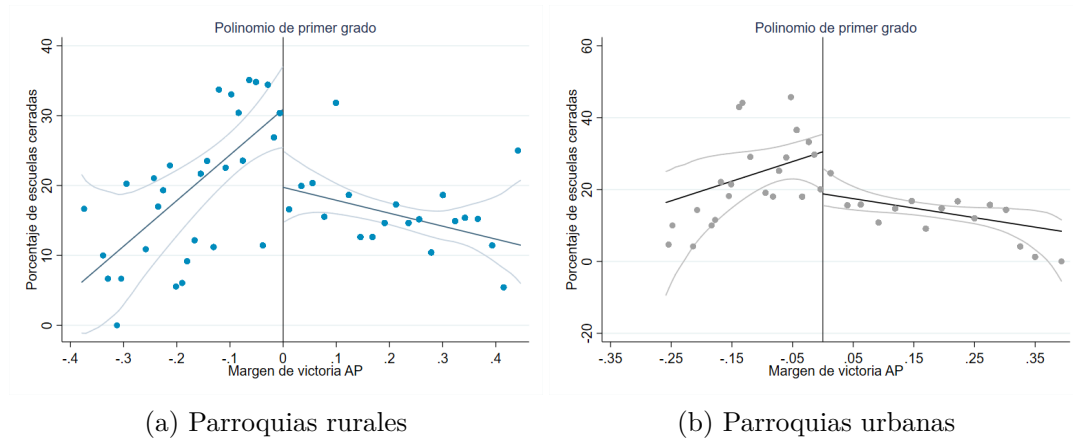 Polinomio de primer grado
Porcentaje de escuelas cerradas
40
30
20
10
0
-.4 -.3 -.2 -.1 0 .1 .2 .3 .4
Margen de victoria AP
(a) Parroquias rurales
Polinomio de primer grado
Porcentaje de escuelas cerradas
60
40
20
0
-20
-.35 -.25 -.15 -.05 .05 .15 .25 .35
Margen de victoria AP
(b) Parroquias urbanas